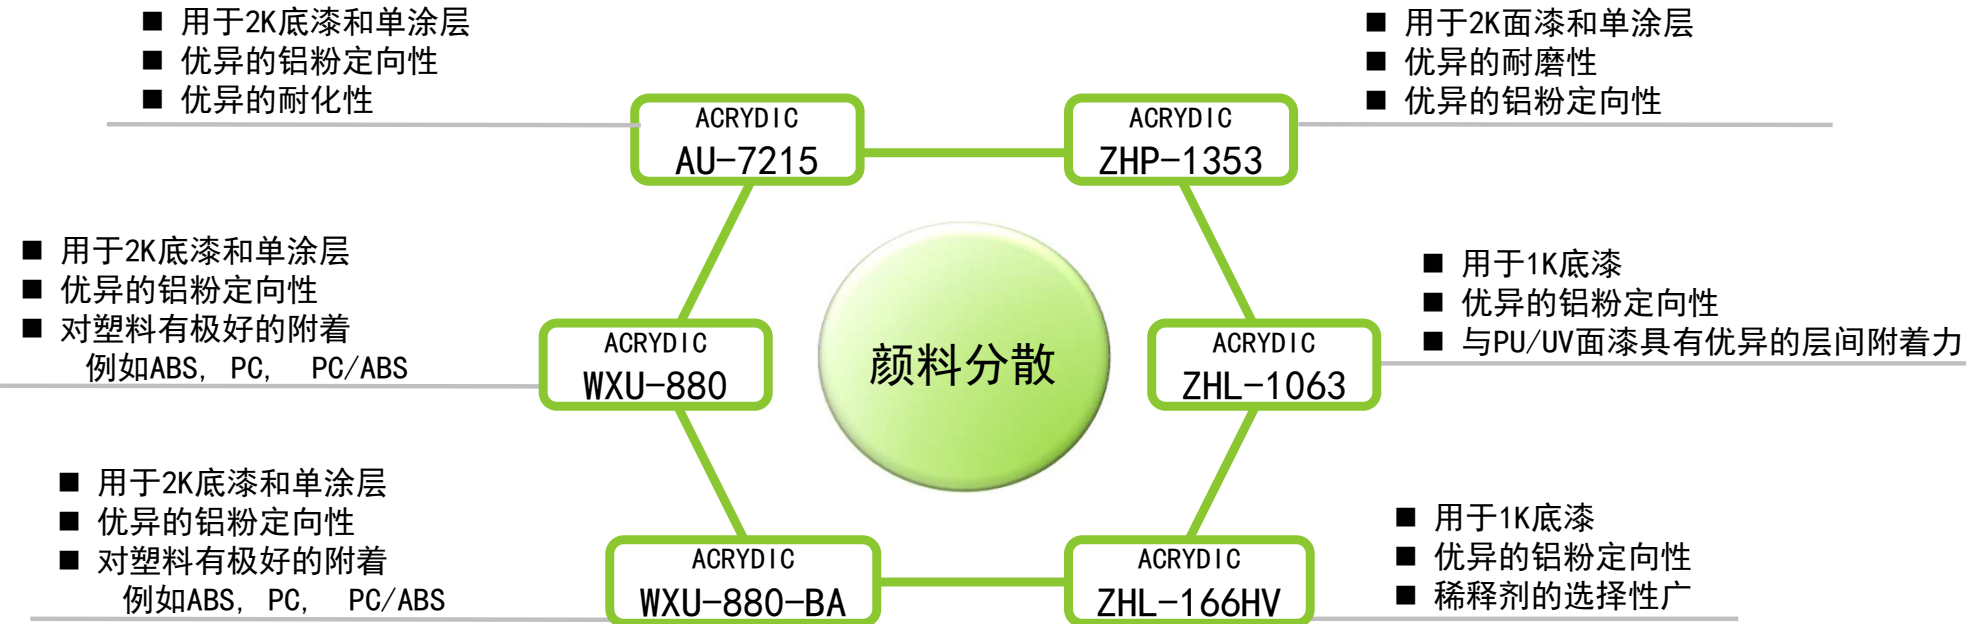 ■ 用于2K底漆和单涂层
■ 优异的铝粉定向性
■ 优异的耐化性
ACRYDIC
AU-7215
■ 用于2K面漆和单涂层
■ 优异的耐磨性
■ 优异的铝粉定向性
ACRYDIC
ZHP-1353
■ 用于2K底漆和单涂层
■ 优异的铝粉定向性
■ 对塑料有极好的附着
例如ABS, PC, PC/ABS
ACRYDIC
WXU-880
颜料分散
■ 用于1K底漆
■ 优异的铝粉定向性
■ 与PU/UV面漆具有优异的层间附着力
ACRYDIC
ZHL-1063
■ 用于2K底漆和单涂层
■ 优异的铝粉定向性
■ 对塑料有极好的附着
例如ABS, PC, PC/ABS
ACRYDIC
WXU-880-BA
■ 用于1K底漆
■ 优异的铝粉定向性
■ 稀释剂的选择性广
ACRYDIC
ZHL-166HV